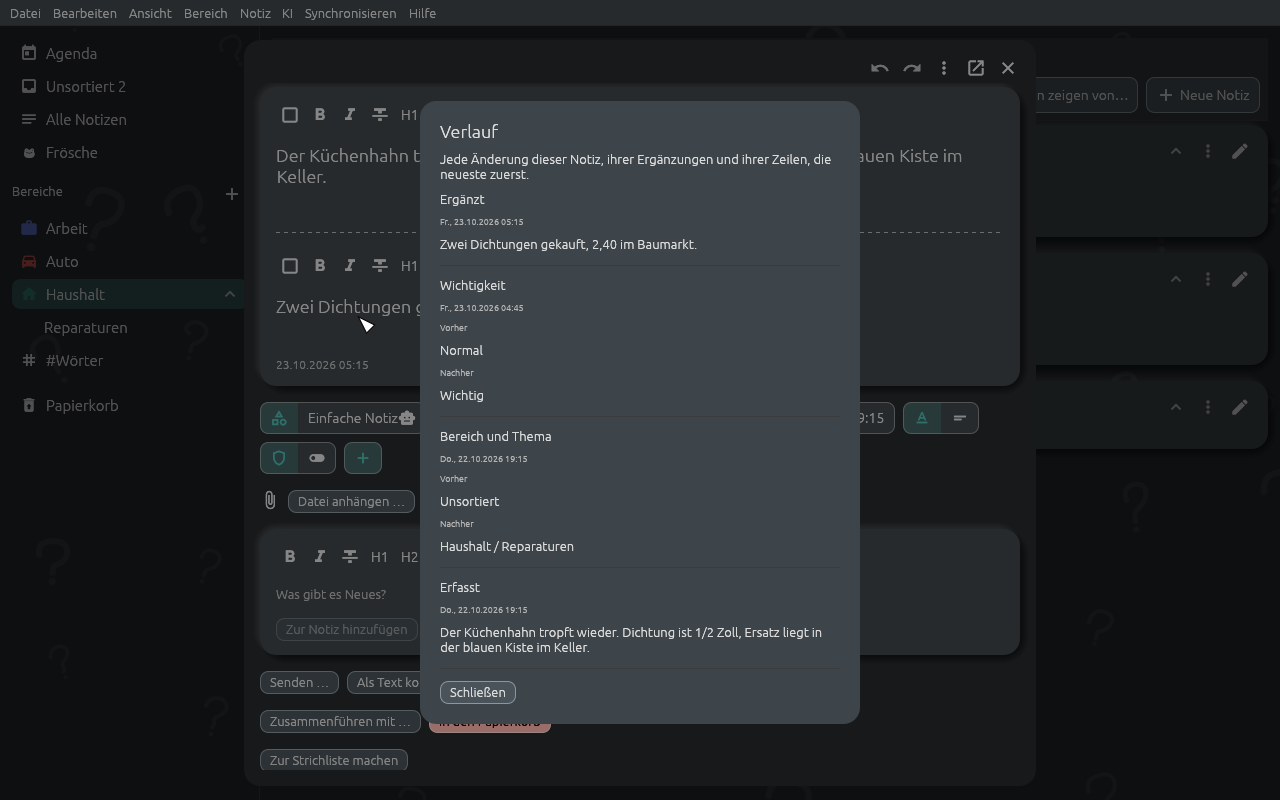 Datei Bearbeiten Ansicht Bereich Notiz KI Synchronisieren Hilfe
Agenda
Unsortiert 2
Alle Notizen
Frösche
Bereiche
Arbeit
Auto
Haushalt
Reparaturen
#Wörter
Papierkorb
n zeigen von…
Neue Notiz
B I S H1
Der Küchenhahn t
auen Kiste im
Keller.
B I S H1
Zwei Dichtungen g
23.10.2026 05:15
Einfache Notiz
9:15
Datei anhängen …
B I S H1 H2
Was gibt es Neues?
Zur Notiz hinzufügen
Senden …
Als Text ko
Zusammenführen mit …
Zur Strichliste machen
Verlauf
Jede Änderung dieser Notiz, ihrer Ergänzungen und ihrer Zeilen, die
neueste zuerst.
Ergänzt
Fr., 23.10.2026 05:15
Zwei Dichtungen gekauft, 2,40 im Baumarkt.
Wichtigkeit
Fr., 23.10.2026 04:45
Vorher
Normal
Nachher
Wichtig
Bereich und Thema
Do., 22.10.2026 19:15
Vorher
Unsortiert
Nachher
Haushalt / Reparaturen
Erfasst
Do., 22.10.2026 19:15
Der Küchenhahn tropft wieder. Dichtung ist 1/2 Zoll, Ersatz liegt in
der blauen Kiste im Keller.
Schließen